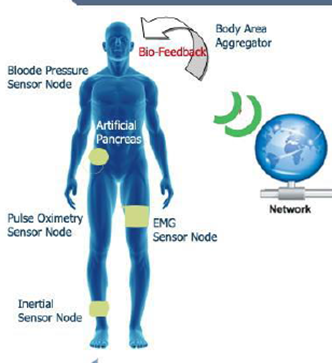 Body Area
Aggregator
Bio-Feedback
Bloode Pressure
Sensor Node
Artificial
Pancreas
Network
Pulse Oximetry
Sensor Node
EMG
Sensor Node
Inertial
Sensor Node